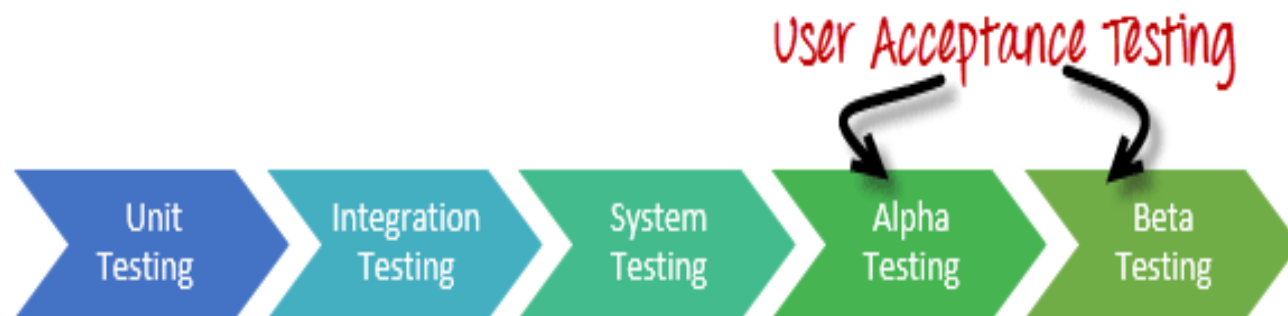 User Acceptance Testing
Unit
Testing
Integration
Testing
System
Testing
Alpha
Testing
Beta
Testing